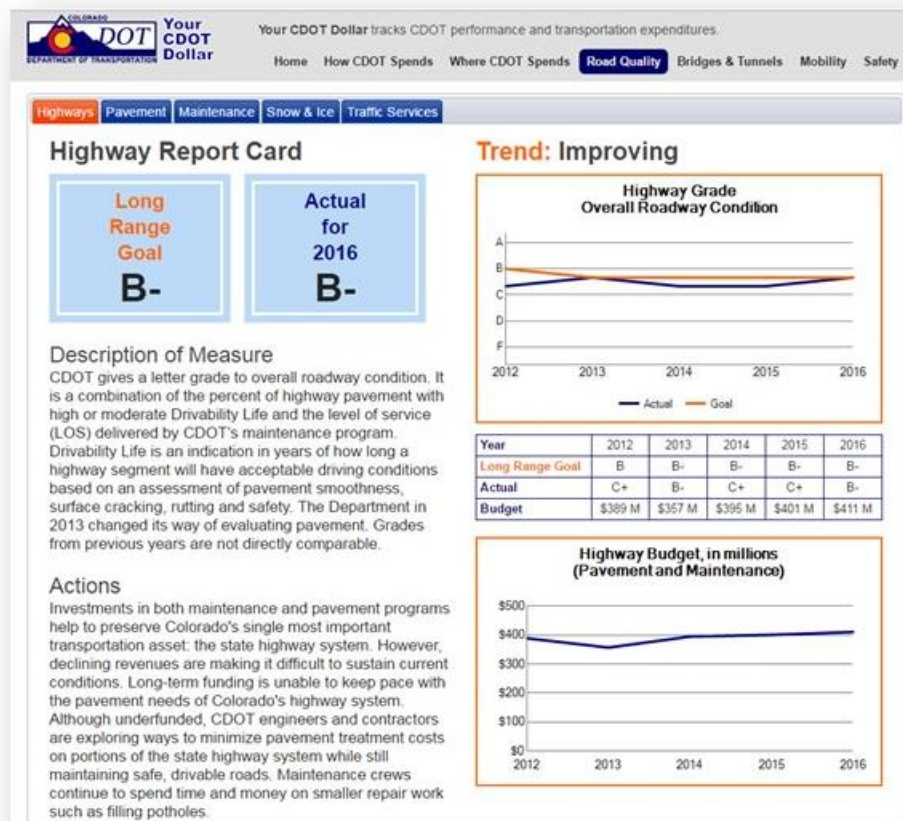 COLORADO
DOT
DEPARTMENT OF TRANSPORTATION
Your
CDOT
Dollar
Your CDOT Dollar tracks CDOT performance and transportation expenditures.
Home How CDOT Spends Where CDOT Spends Road Quality Bridges & Tunnels Mobility Safety
Highways Pavement Maintenance Snow & Ice Traffic Services
Highway Report Card
Long
Range
Goal
B-
Actual
for
2016
B-
Description of Measure
CDOT gives a letter grade to overall roadway condition. It
is a combination of the percent of highway pavement with
high or moderate Drivability Life and the level of service
(LOS) delivered by CDOT's maintenance program.
Drivability Life is an indication in years of how long a
highway segment will have acceptable driving conditions
based on an assessment of pavement smoothness,
surface cracking, rutting and safety. The Department in
2013 changed its way of evaluating pavement. Grades
from previous years are not directly comparable.
Actions
Investments in both maintenance and pavement programs
help to preserve Colorado's single most important
transportation asset: the state highway system. However,
declining revenues are making it difficult to sustain current
conditions. Long-term funding is unable to keep pace with
the pavement needs of Colorado's highway system.
Although underfunded, CDOT engineers and contractors
are exploring ways to minimize pavement treatment costs
on portions of the state highway system while still
maintaining safe, drivable roads. Maintenance crews
continue to spend time and money on smaller repair work
such as filling potholes.
Trend: Improving
Highway Grade
Overall Roadway Condition
A
B
C
D
F
2012 2013 2014 2015 2016
Actual Goal
Year 2012 2013 2014 2015 2016
Long Range Goal B B- B- B- B-
Actual C+ B- C+ C+ B-
Budget $389 M $357 M $395 M $401 M $411 M
Highway Budget, in millions
(Pavement and Maintenance)
$500
$400
$300
$200
$100
$0
2012 2013 2014 2015 2016